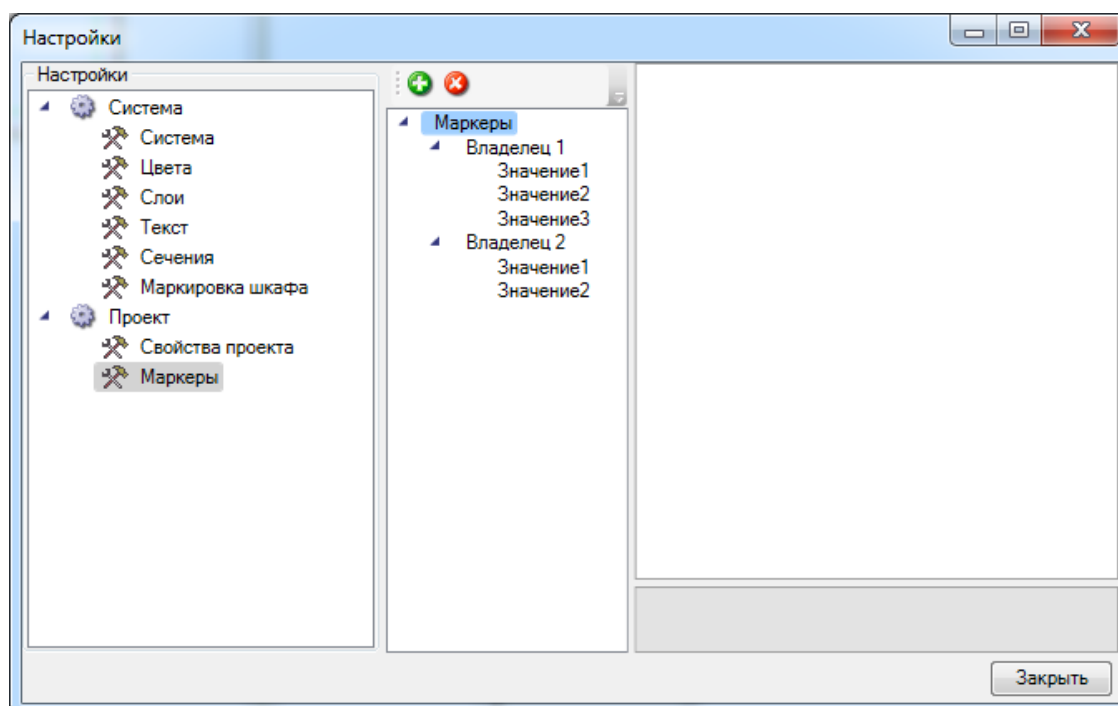 Настройки
Настройки
Система
Система
Цвета
Слои
Текст
Сечения
Маркировка шкафа
Проект
Свойства проекта
Маркеры
Маркеры
Владелец 1
Значение1
Значение2
Значение3
Владелец 2
Значение1
Значение2
Закрыть